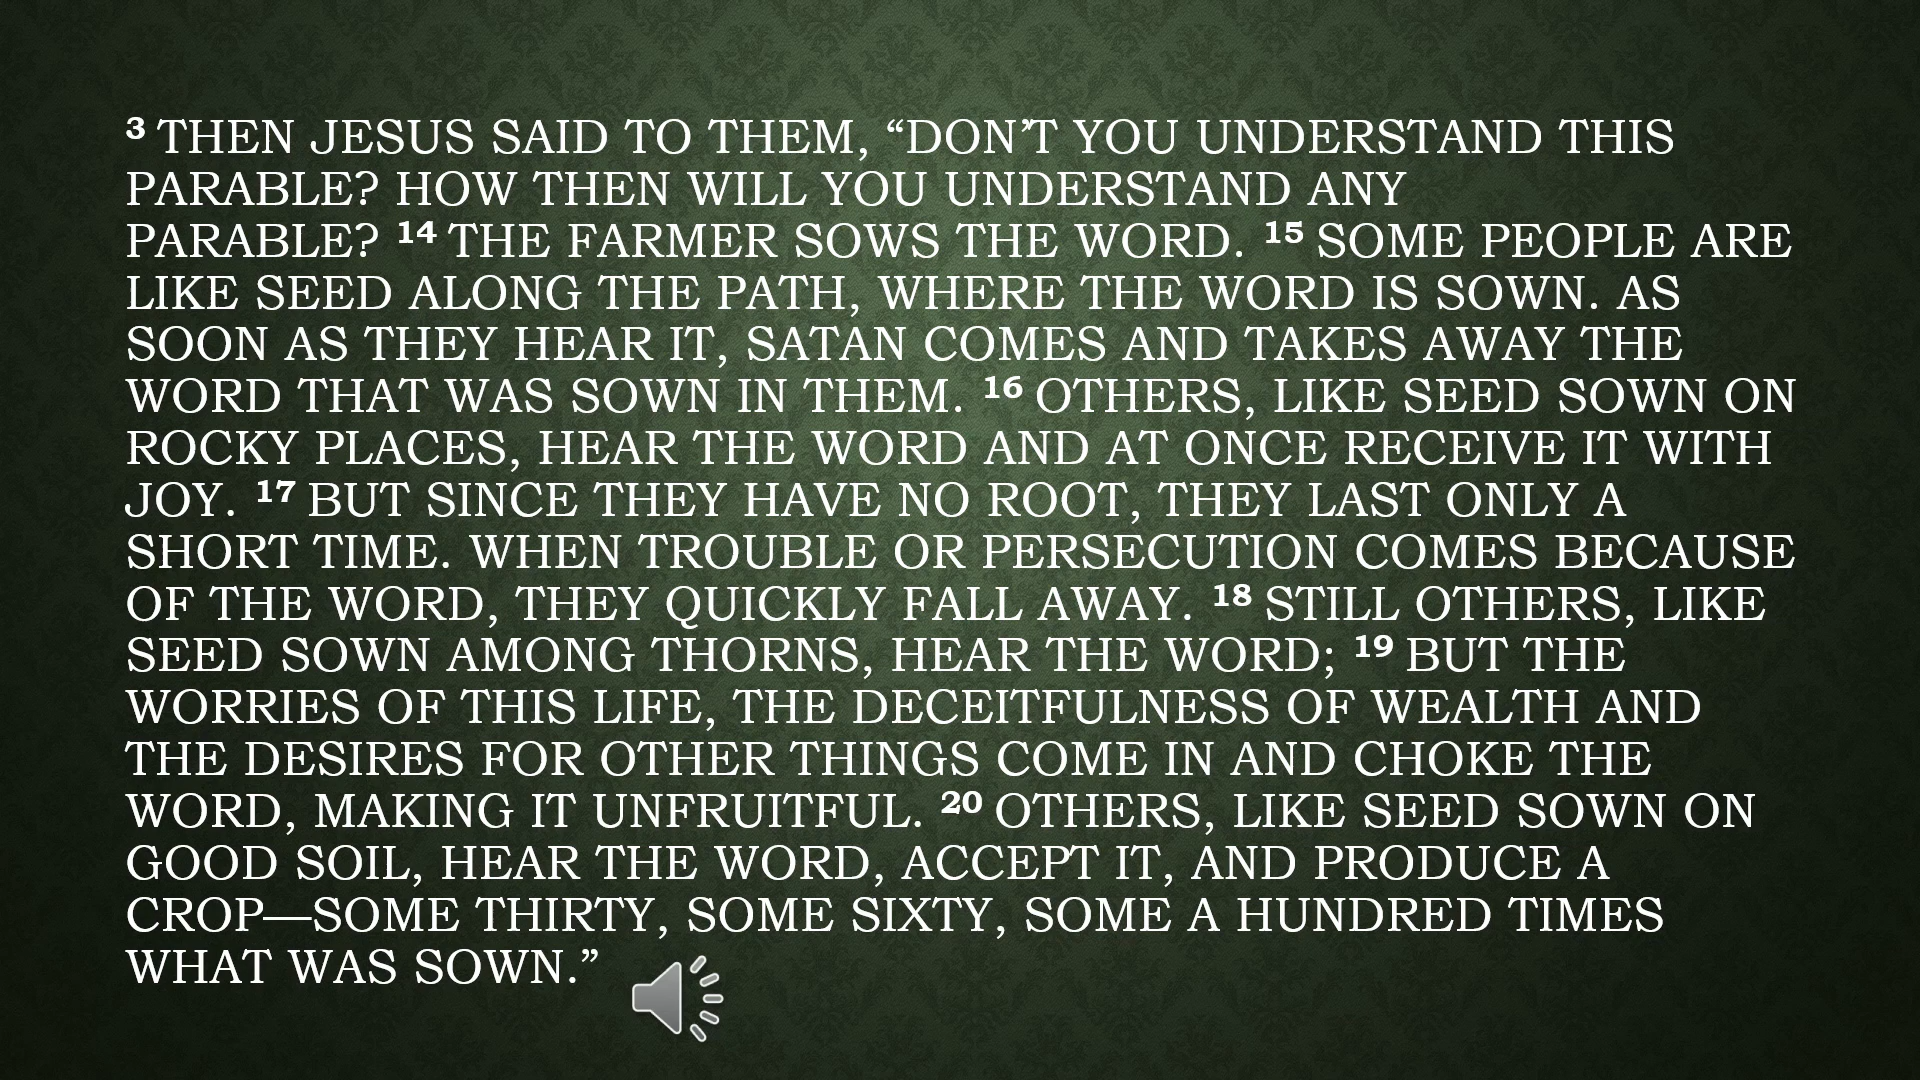 3 THEN JESUS SAID TO THEM, “DON’T YOU UNDERSTAND THIS
PARABLE? HOW THEN WILL YOU UNDERSTAND ANY
PARABLE? 14 THE FARMER SOWS THE WORD. 15 SOME PEOPLE ARE
LIKE SEED ALONG THE PATH, WHERE THE WORD IS SOWN. AS
SOON AS THEY HEAR IT, SATAN COMES AND TAKES AWAY THE
WORD THAT WAS SOWN IN THEM. 16 OTHERS, LIKE SEED SOWN ON
ROCKY PLACES, HEAR THE WORD AND AT ONCE RECEIVE IT WITH
JOY. 17 BUT SINCE THEY HAVE NO ROOT, THEY LAST ONLY A
SHORT TIME. WHEN TROUBLE OR PERSECUTION COMES BECAUSE
OF THE WORD, THEY QUICKLY FALL AWAY. 18 STILL OTHERS, LIKE
SEED SOWN AMONG THORNS, HEAR THE WORD; 19 BUT THE
WORRIES OF THIS LIFE, THE DECEITFULNESS OF WEALTH AND
THE DESIRES FOR OTHER THINGS COME IN AND CHOKE THE
WORD, MAKING IT UNFRUITFUL. 20 OTHERS, LIKE SEED SOWN ON
GOOD SOIL, HEAR THE WORD, ACCEPT IT, AND PRODUCE A
CROP—SOME THIRTY, SOME SIXTY, SOME A HUNDRED TIMES
WHAT WAS SOWN.”